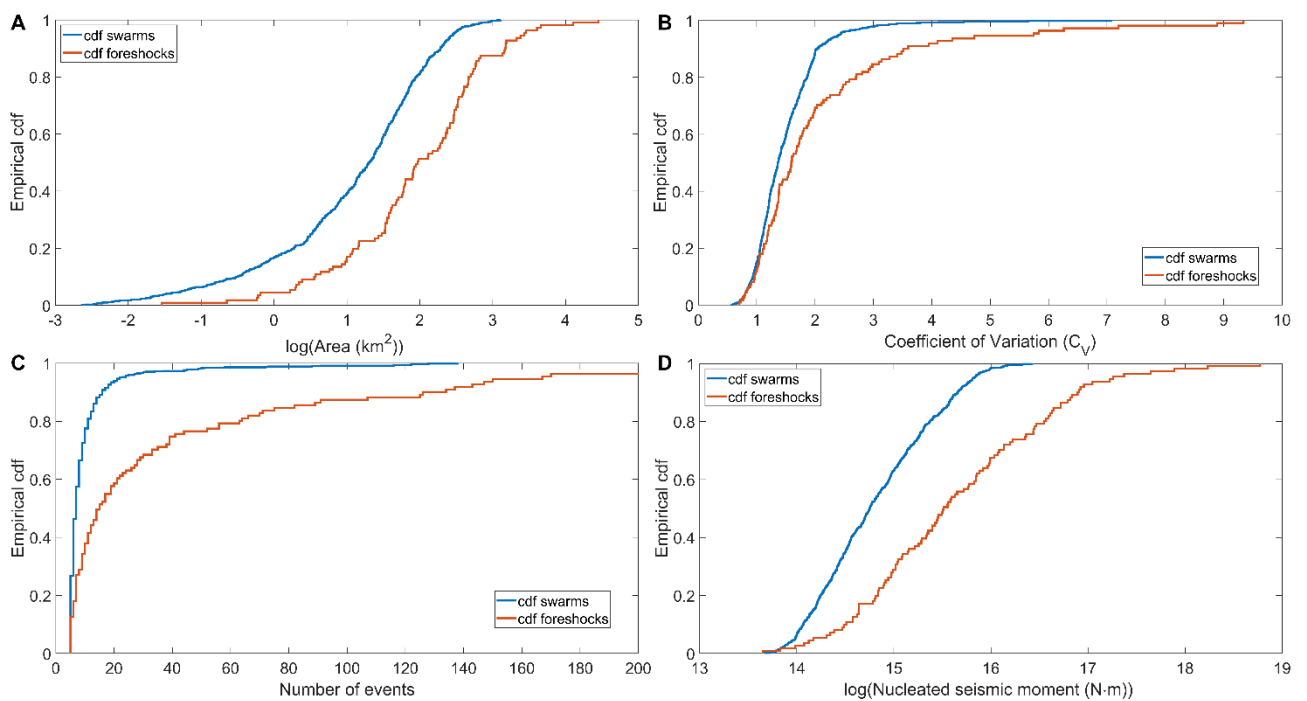 A
cdf swarms
cdf foreshocks
Empirical cdf
1
0.8
0.6
0.4
0.2
0
-3 -2 -1 0 1 2 3 4 5
log(Area (km²))
B
Empirical cdf
1
0.8
0.6
0.4
0.2
0
cdf swarms
cdf foreshocks
0 1 2 3 4 5 6 7 8 9 10
Coefficient of Variation (C_V)
C
Empirical cdf
1
0.8
0.6
0.4
0.2
0
cdf swarms
cdf foreshocks
0 20 40 60 80 100 120 140 160 180 200
Number of events
D
cdf swarms
cdf foreshocks
Empirical cdf
1
0.8
0.6
0.4
0.2
0
13 14 15 16 17 18 19
log(Nucleated seismic moment (N·m))